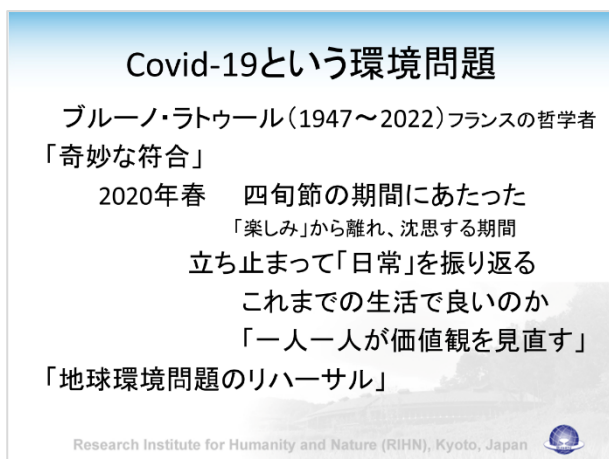 Covid-19という環境問題
ブルーノ・ラトゥール（1947～2022）フランスの哲学者
「奇妙な符合」
2020年春　四旬節の期間にあたった
「楽しみ」から離れ、沈思する期間
立ち止まって「日常」を振り返る
これまでの生活で良いのか
「一人一人が価値観を見直す」
「地球環境問題のリハーサル」
Research Institute for Humanity and Nature (RIHN), Kyoto, Japan